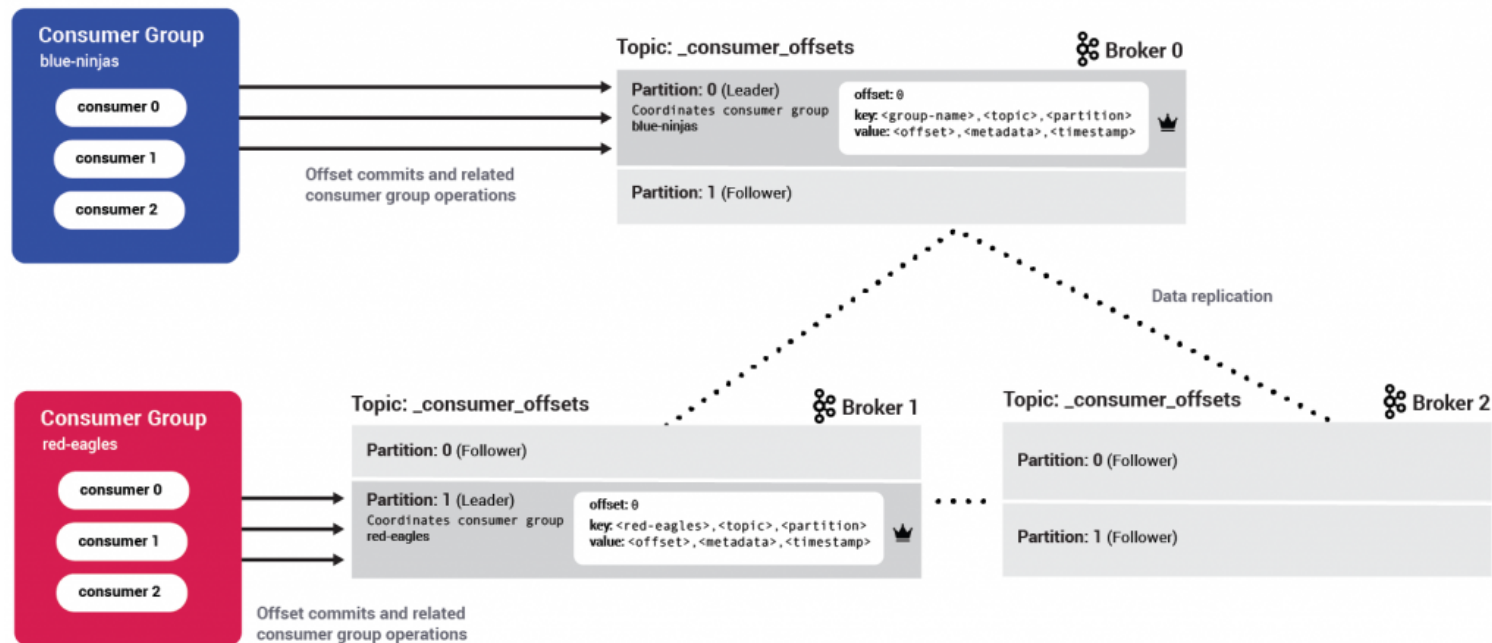 Consumer Group
blue-ninjas
consumer 0
consumer 1
consumer 2
Offset commits and related
consumer group operations
Topic: _consumer_offsets
Broker 0
Partition: 0 (Leader)
Coordinates consumer group
blue-ninjas
offset: 0
key: <group-name>,<topic>,<partition>
value: <offset>,<metadata>,<timestamp>
Partition: 1 (Follower)
Data replication
Consumer Group
red-eagles
consumer 0
consumer 1
consumer 2
Offset commits and related
consumer group operations
Topic: _consumer_offsets
Broker 1
Partition: 0 (Follower)
Partition: 1 (Leader)
Coordinates consumer group
red-eagles
offset: 0
key: <red-eagles>,<topic>,<partition>
value: <offset>,<metadata>,<timestamp>
Topic: _consumer_offsets
Broker 2
Partition: 0 (Follower)
Partition: 1 (Follower)